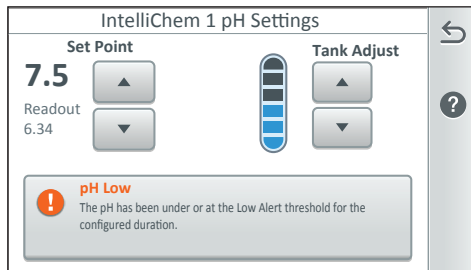 IntelliChem 1 pH Settings
Set Point
7.5
Readout
6.34
Tank Adjust
!
pH Low
The pH has been under or at the Low Alert threshold for the
configured duration.
?